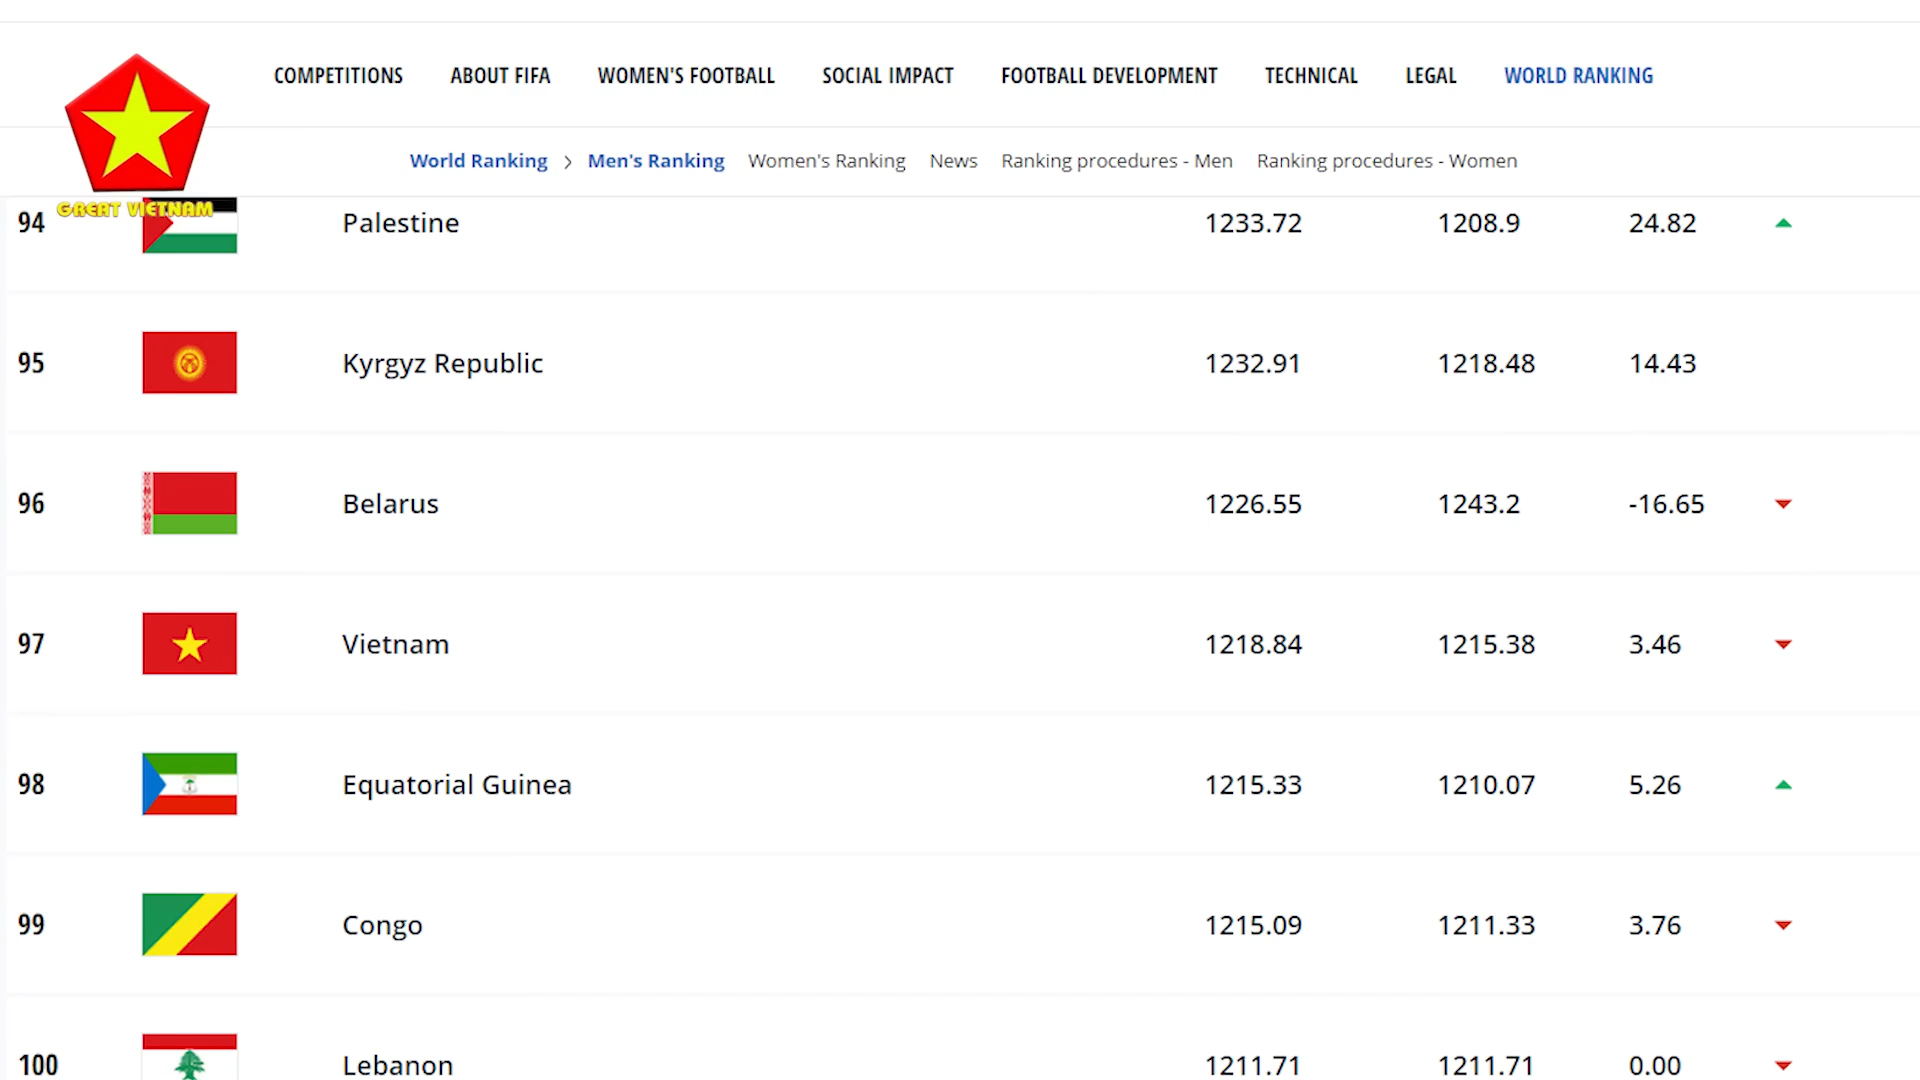 COMPETITIONS ABOUT FIFA WOMEN'S FOOTBALL SOCIAL IMPACT FOOTBALL DEVELOPMENT TECHNICAL LEGAL WORLD RANKING
World Ranking > Men's Ranking Women's Ranking News Ranking procedures - Men Ranking procedures - Women
GREAT VIETNAM
94 Palestine 1233.72 1208.9 24.82
95 Kyrgyz Republic 1232.91 1218.48 14.43
96 Belarus 1226.55 1243.2 -16.65
97 Vietnam 1218.84 1215.38 3.46
98 Equatorial Guinea 1215.33 1210.07 5.26
99 Congo 1215.09 1211.33 3.76
100 Lebanon 1211.71 1211.71 0.00